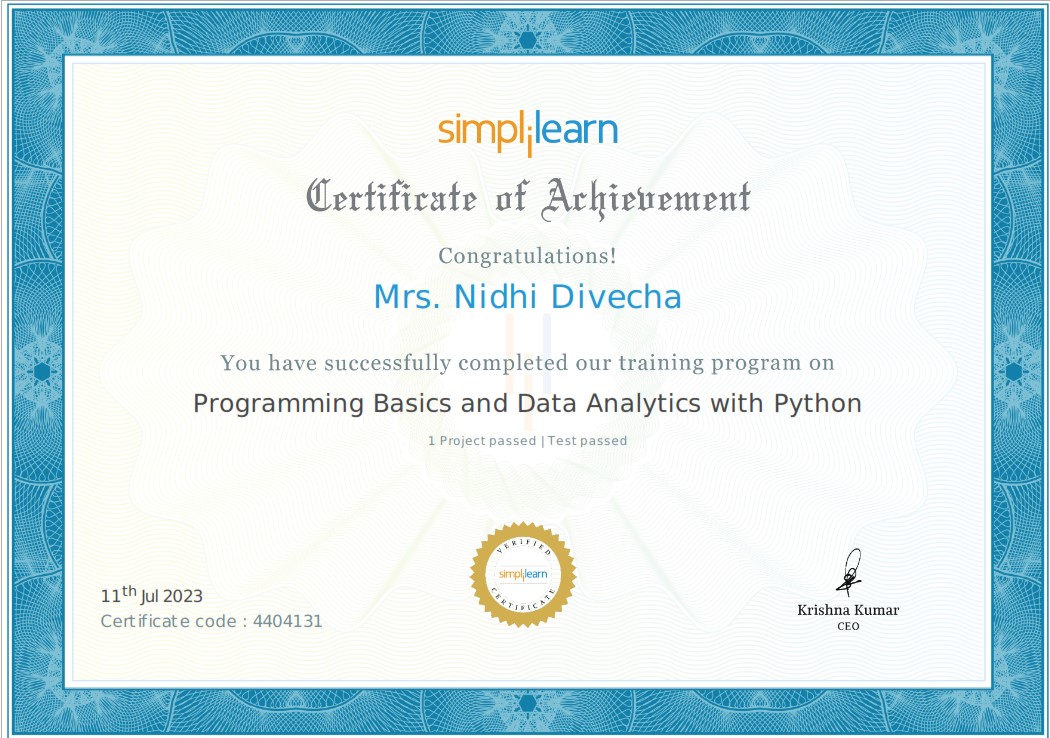 simplilearn
Certificate of Achievement
Congratulations!
Mrs. Nidhi Divecha
You have successfully completed our training program on
Programming Basics and Data Analytics with Python
1 Project passed | Test passed
VERIFIED
simplilearn
CERTIFICATE
11th Jul 2023
Certificate code : 4404131
Krishna Kumar
CEO